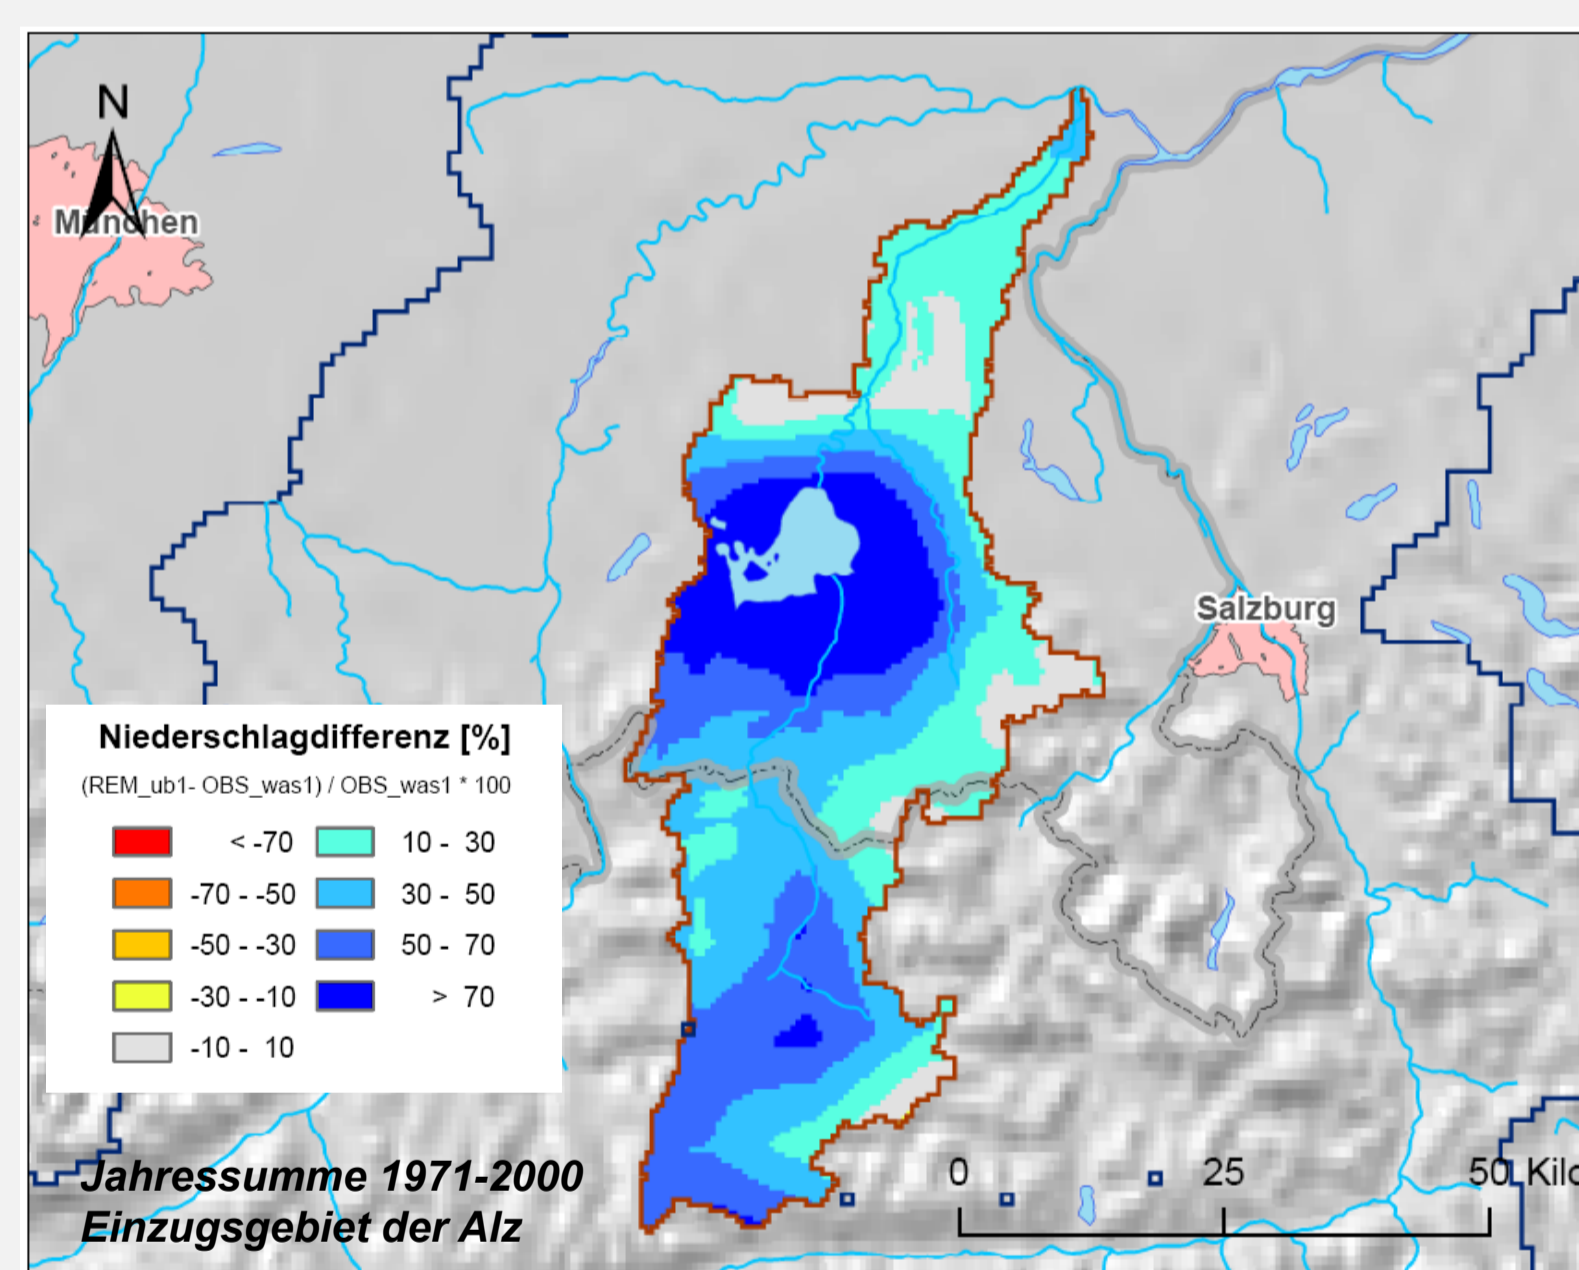 N
München
Salzburg
Niederschlagdifferenz [%]
(REM_ub1- OBS_was1) / OBS_was1 * 100
< -70
10 - 30
-70 - -50
30 - 50
-50 - -30
50 - 70
-30 - -10
> 70
-10 - 10
Jahressumme 1971-2000
Einzugsgebiet der Alz
0 25 50 Kilo